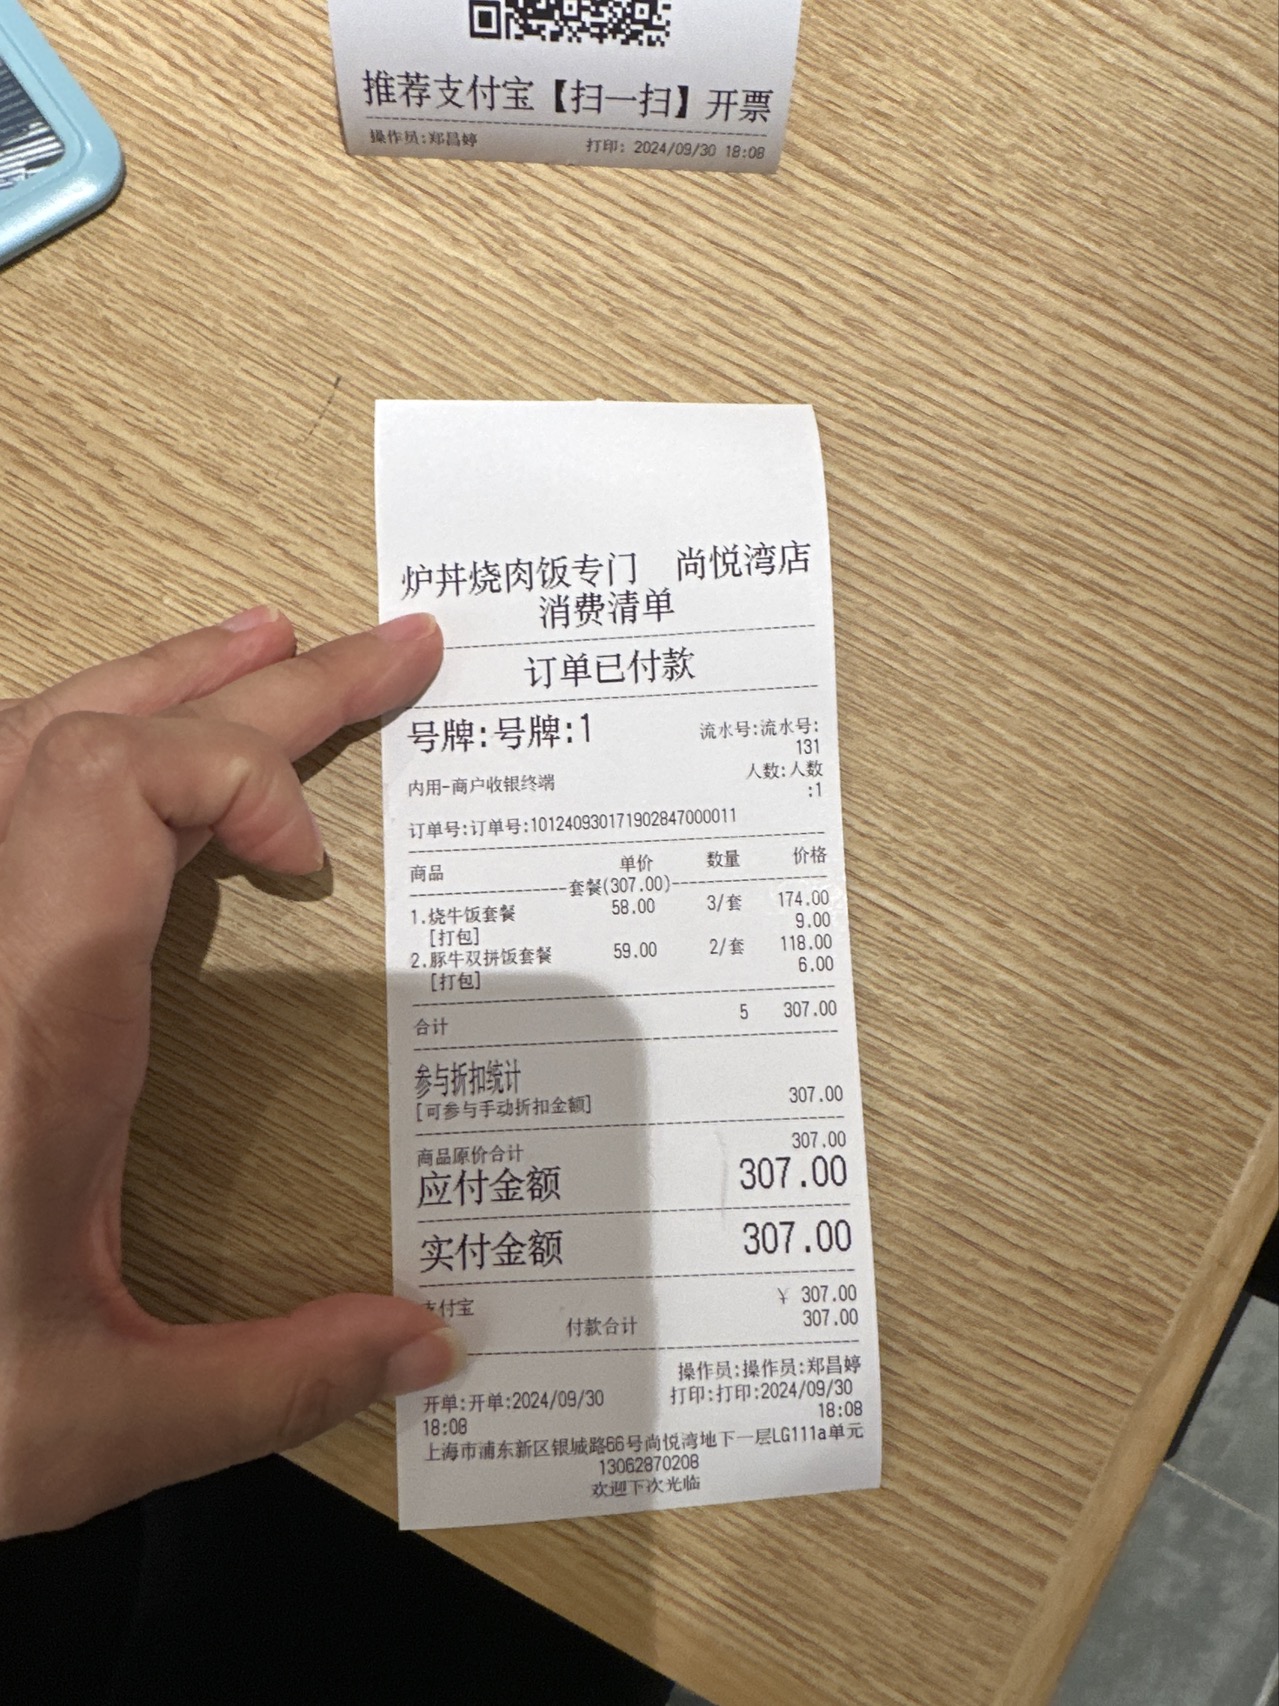 推荐支付宝【扫一扫】开票
操作员:郑昌婷 打印: 2024/09/30 18:08
炉丼烧肉饭专门 尚悦湾店
消费清单
订单已付款
号牌:号牌:1 流水号:流水号:
131
内用-商户收银终端 人数:人数
:1
订单号:订单号:101240930171902847000011
商品 单价 数量 价格
套餐(307.00)
1.烧牛饭套餐 58.00 3/套 174.00
[打包] 9.00
2.豚牛双拼饭套餐 59.00 2/套 118.00
[打包] 6.00
合计 5 307.00
参与折扣统计
[可参与手动折扣金额] 307.00
商品原价合计 307.00
应付金额 307.00
实付金额 307.00
支付宝 ¥ 307.00
付款合计 307.00
操作员:操作员:郑昌婷
开单:开单:2024/09/30 打印:打印:2024/09/30
18:08 18:08
上海市浦东新区银城路66号尚悦湾地下一层LG111a单元
13062870208
欢迎下次光临